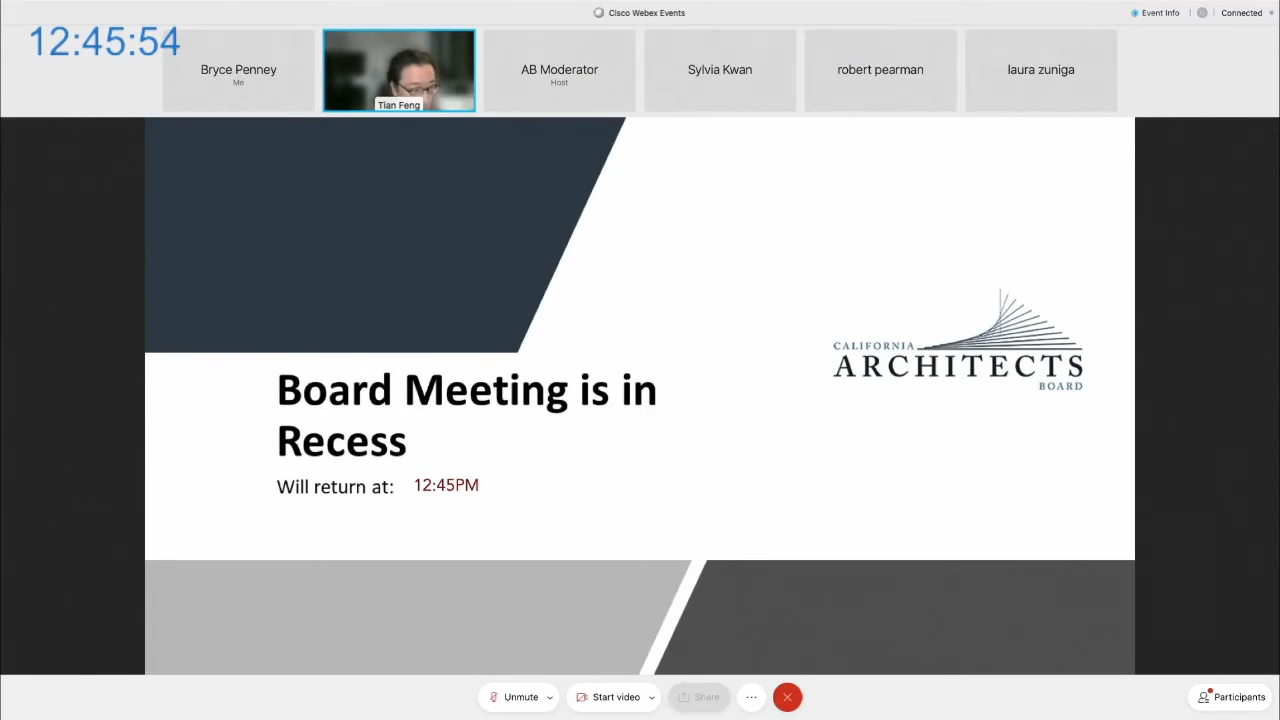 Cisco Webex Events
Event Info
Connected
12:45:54
Bryce Penney
Me
Tian Feng
AB Moderator
Host
Sylvia Kwan
robert pearman
laura zuniga
CALIFORNIA
ARCHITECTS
BOARD
Board Meeting is in
Recess
Will return at: 12:45PM
Unmute
Start video
Share
Participants